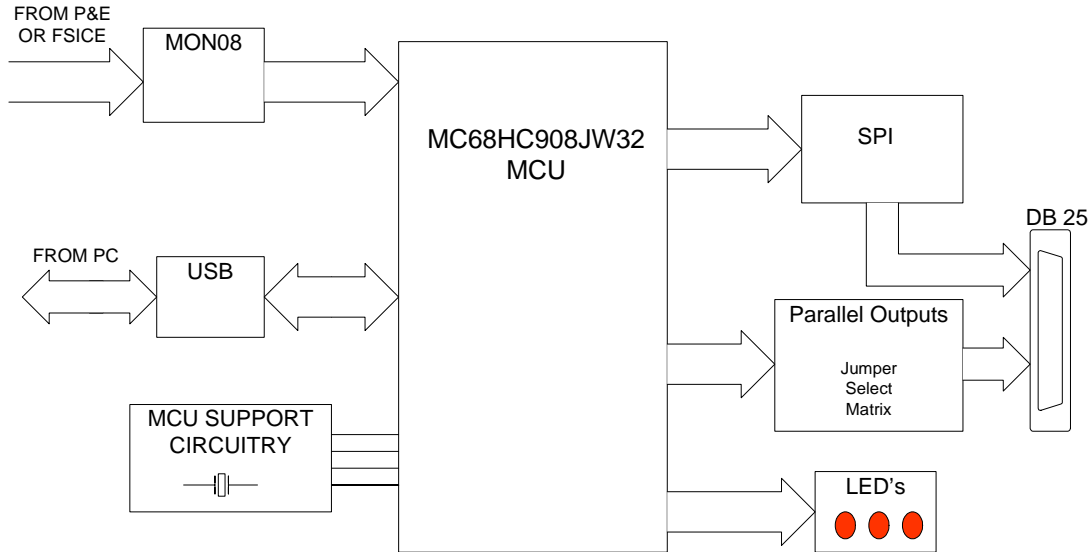 FROM P&E
OR FSICE
MON08
MC68HC908JW32
MCU
SPI
DB 25
FROM PC
USB
Parallel Outputs
Jumper
Select
Matrix
MCU SUPPORT
CIRCUITRY
LED's